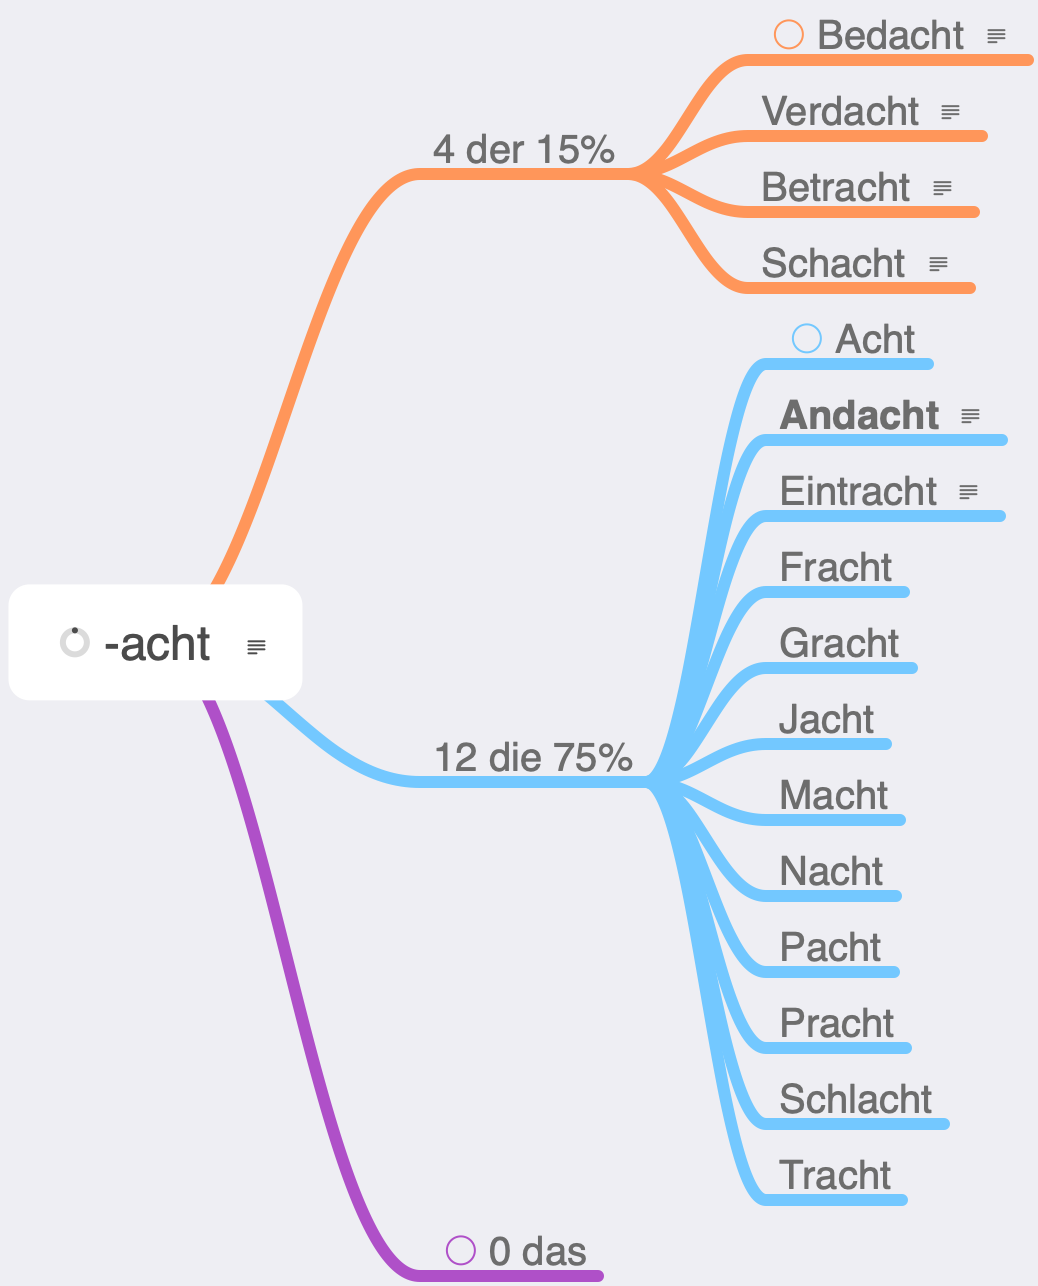 -acht
4 der 15%
Bedacht
Verdacht
Betracht
Schacht
12 die 75%
Acht
Andacht
Eintracht
Fracht
Gracht
Jacht
Macht
Nacht
Pacht
Pracht
Schlacht
Tracht
0 das